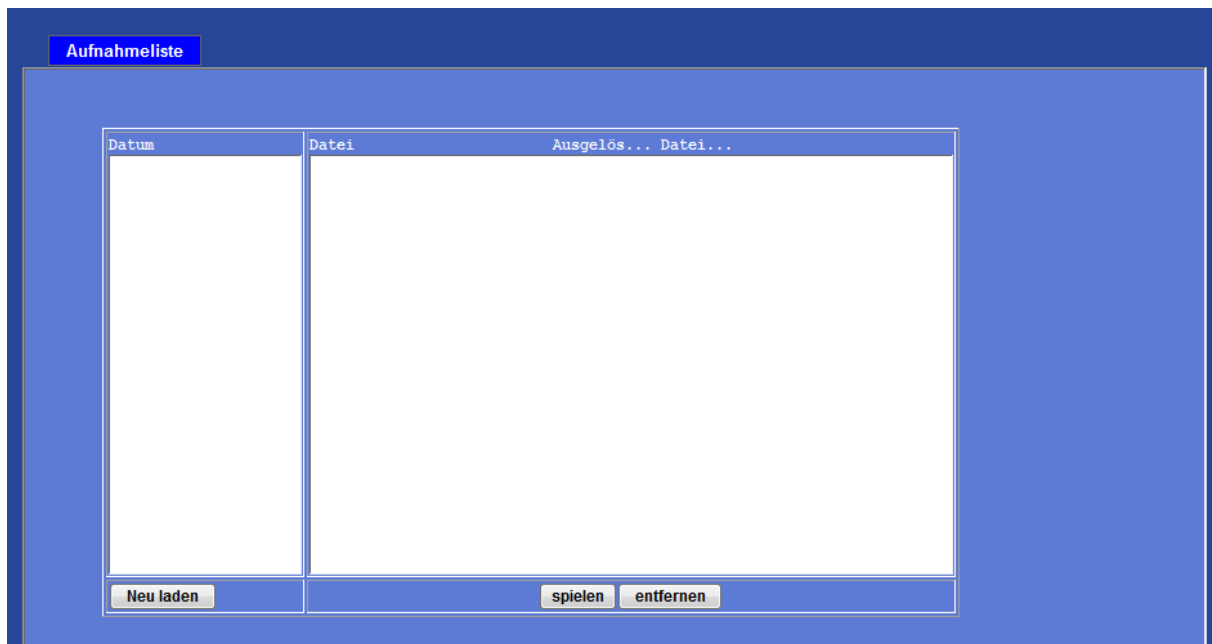 Aufnahmeliste
Datum Datei Ausgelös... Datei...
Neu laden spielen entfernen